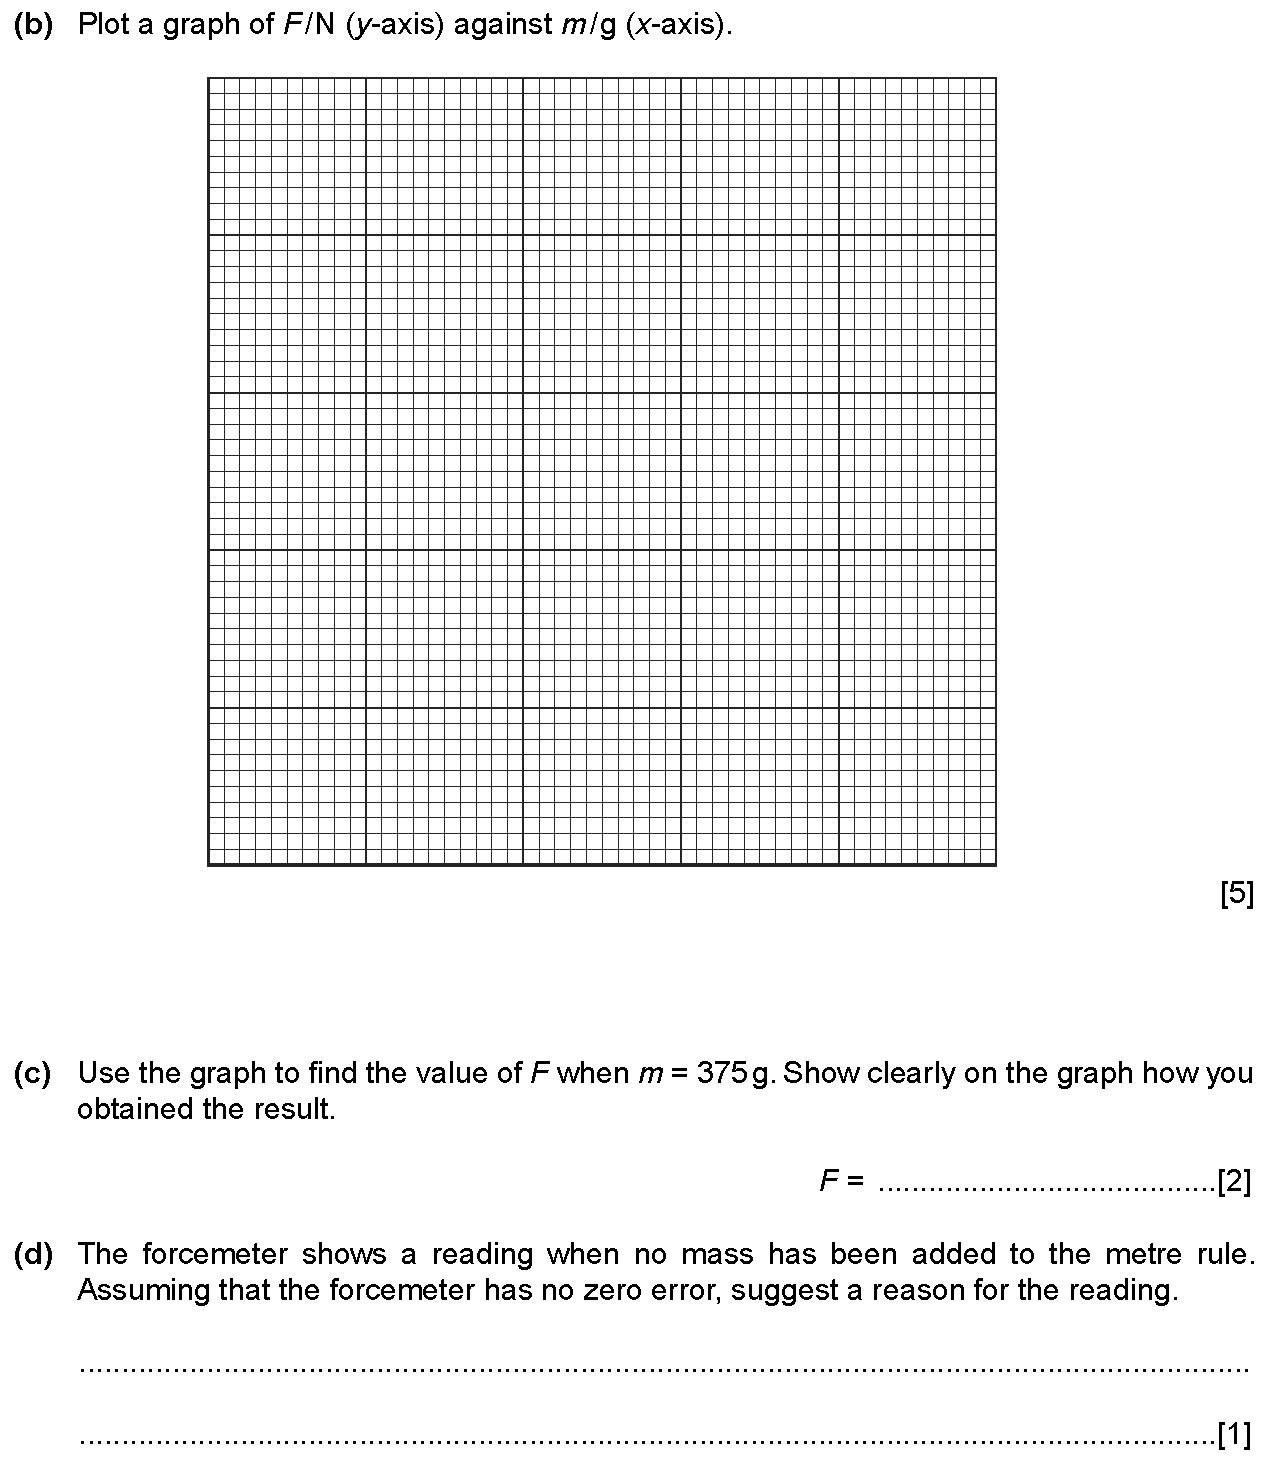 (b) Plot a graph of F/N (y-axis) against m/g (x-axis).
[5]
(c) Use the graph to find the value of F when m = 375 g. Show clearly on the graph how you
obtained the result.
F = ........................................[2]
(d) The forcemeter shows a reading when no mass has been added to the metre rule.
Assuming that the forcemeter has no zero error, suggest a reason for the reading.
..........................................................................................................................................
......................................................................................................................................[1]